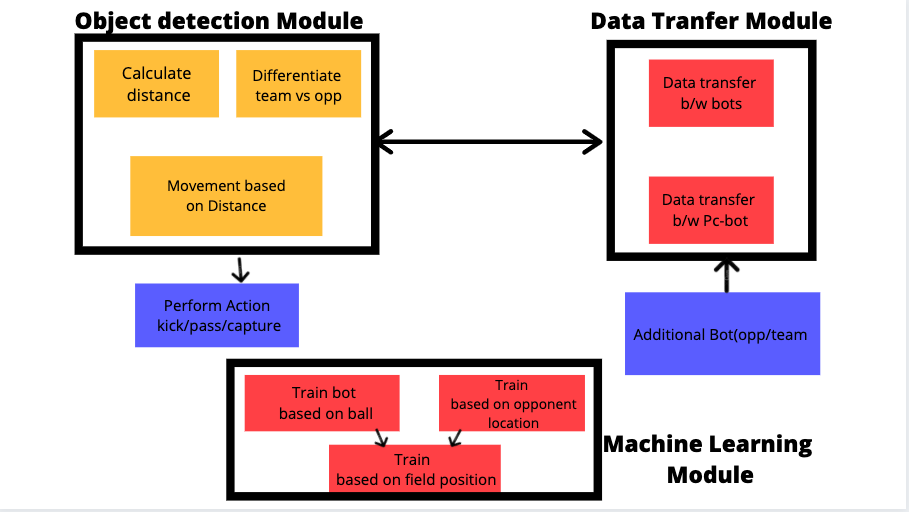 Object detection Module
Data Tranfer Module
Calculate
distance
Differentiate
team vs opp
Movement based
on Distance
Data transfer
b/w bots
Data transfer
b/w Pc-bot
Perform Action
kick/pass/capture
Additional Bot(opp/team
Train bot
based on ball
Train
based on opponent
location
Train
based on field position
Machine Learning
Module